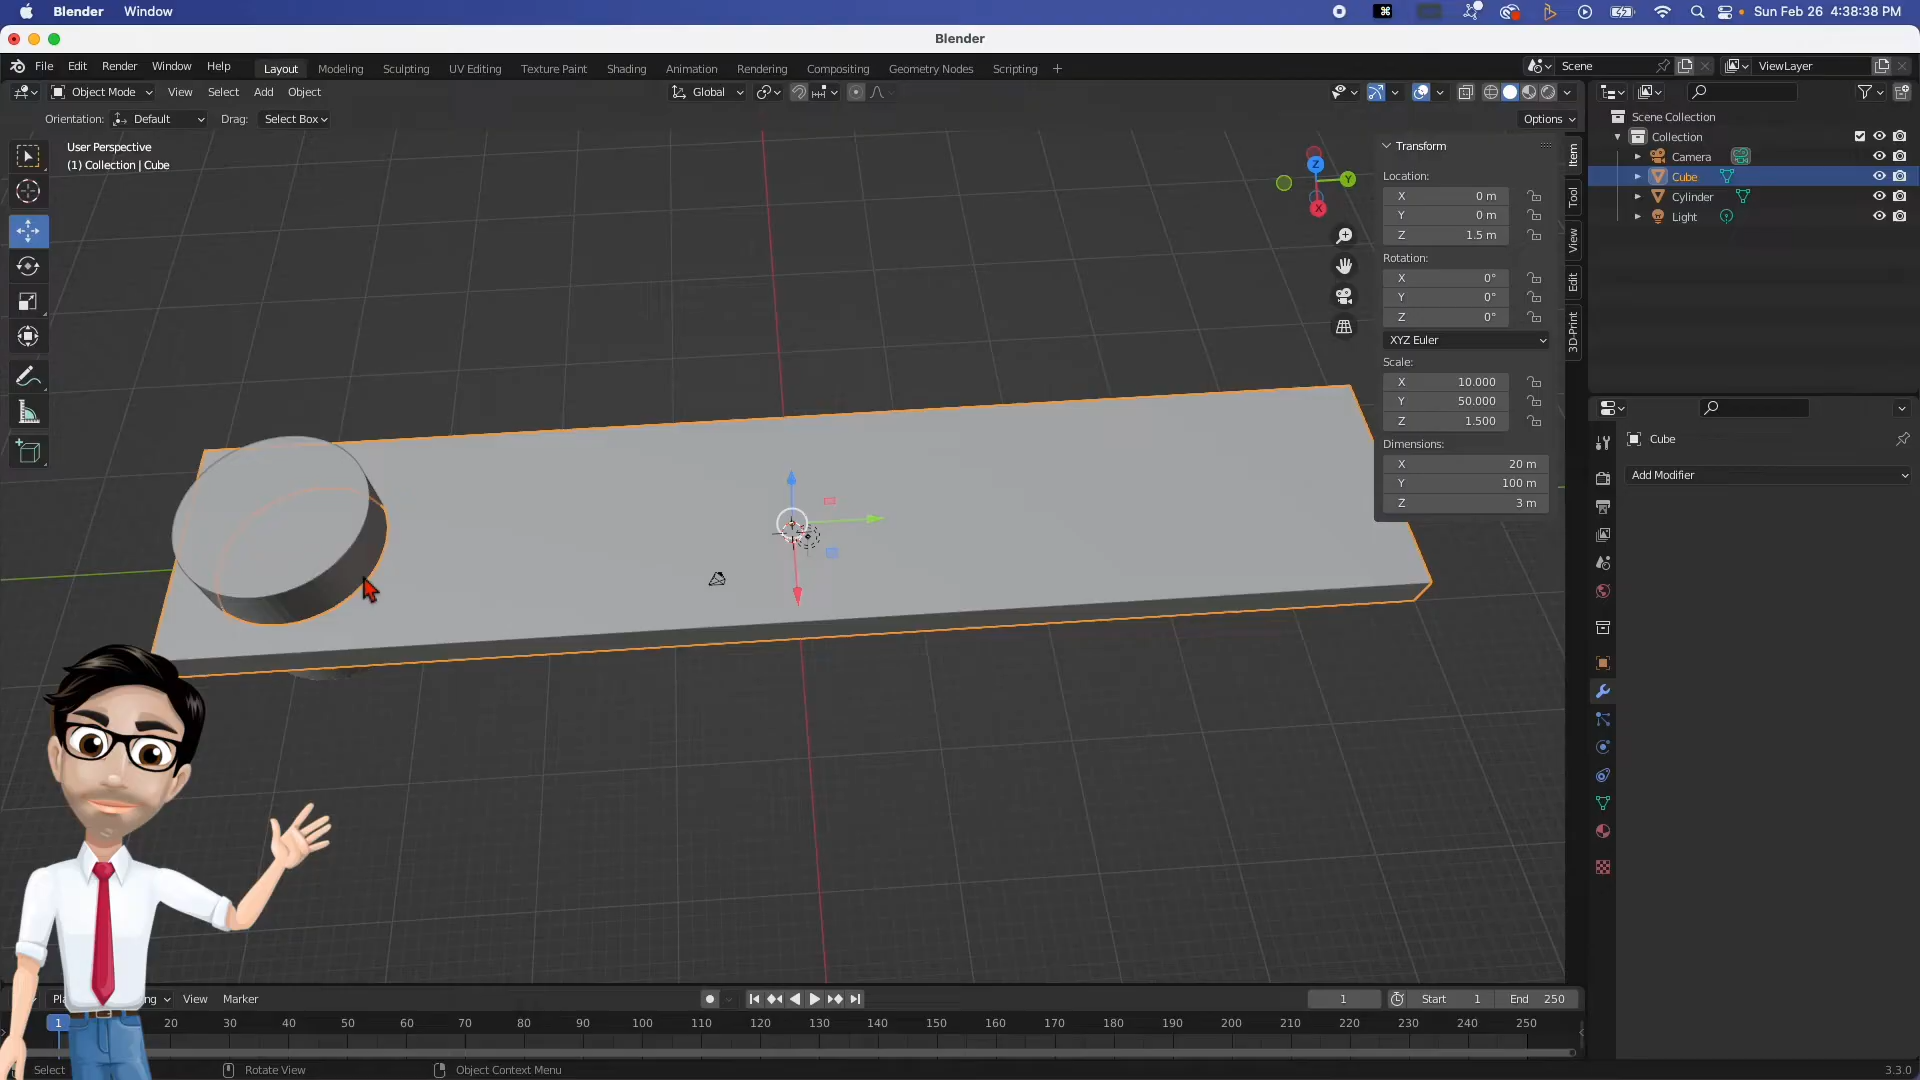 Blender Window Sun Feb 26 4:38:38 PM
Blender
File Edit Render Window Help Layout Modeling Sculpting UV Editing Texture Paint Shading Animation Rendering Compositing Geometry Nodes Scripting + Scene ViewLayer
Object Mode View Select Add Object Global
Orientation: Default Drag: Select Box Options
User Perspective
(1) Collection | Cube
Transform
Location:
X 0 m
Y 0 m
Z 1.5 m
Rotation:
X 0°
Y 0°
Z 0°
XYZ Euler
Scale:
X 10.000
Y 50.000
Z 1.500
Dimensions:
X 20 m
Y 100 m
Z 3 m
Item
Tool
View
Edit
3D-Print
Z
Y
X
Scene Collection
Collection
Camera
Cube
Cylinder
Light
Cube
Add Modifier
View Marker 1 Start 1 End 250
1 20 30 40 50 60 70 80 90 100 110 120 130 140 150 160 170 180 190 200 210 220 230 240 250
Select Rotate View Object Context Menu 3.3.0